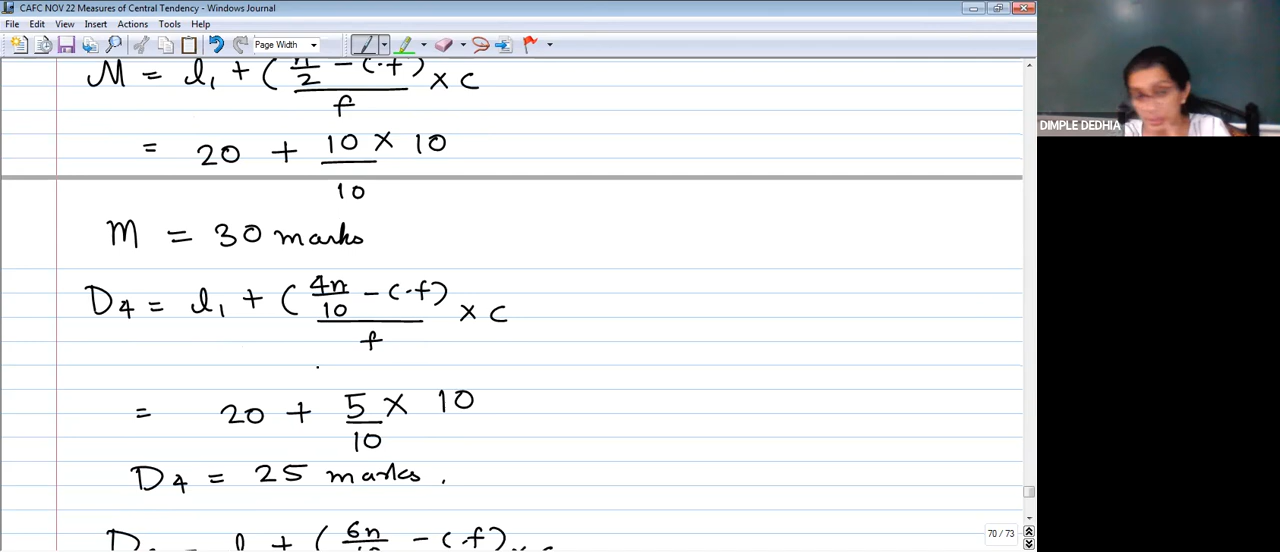 CAFC NOV 22 Measures of Central Tendency - Windows Journal
File Edit View Insert Actions Tools Help
Page Width
M = l₁ + (n/2 - c.f)/f × c
= 20 + 10/10 × 10
M = 30 marks
D4 = l₁ + (4n/10 - c.f)/f × c
= 20 + 5/10 × 10
D4 = 25 marks.
(6n/10 - c.f) × c
70 / 73
DIMPLE DEDHIA